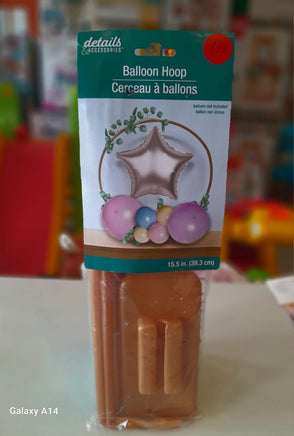 details
& ACCESSORIES
Balloon Hoop
Cerceau à ballons
balloon not included
ballon non inclus
15.5 in. (39.3 cm)
Galaxy A14